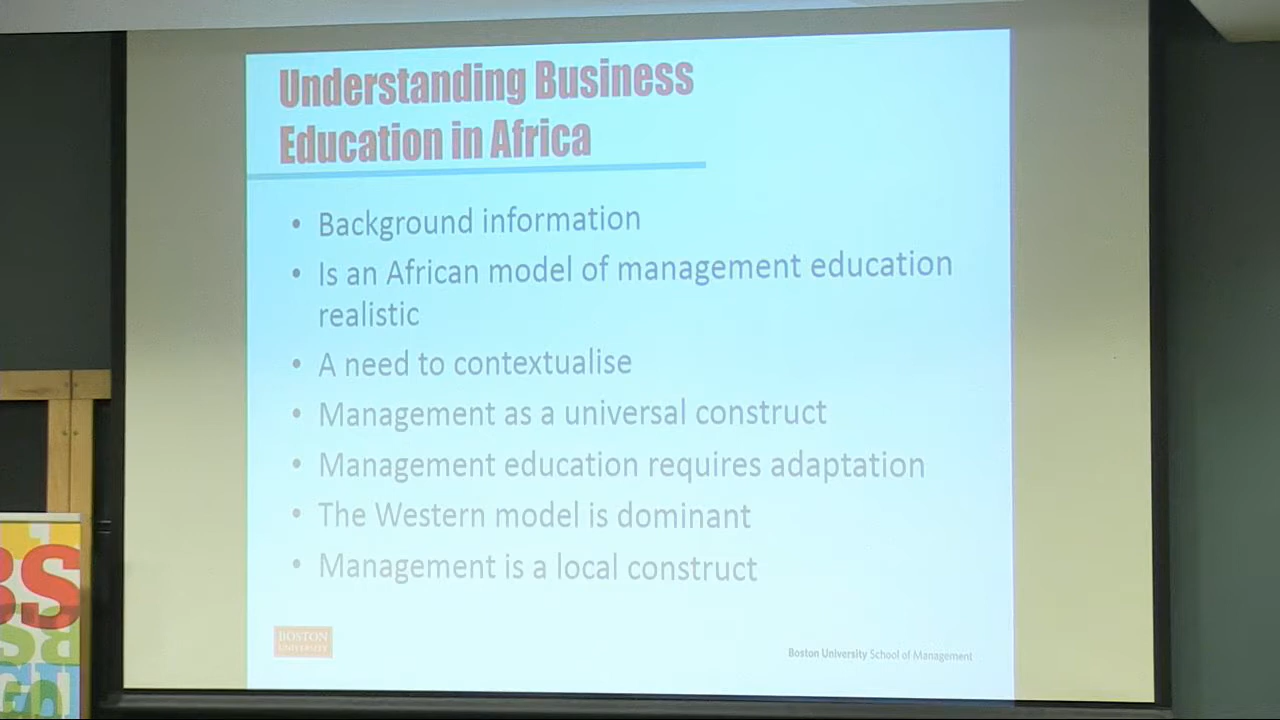 Understanding Business
Education in Africa
• Background information
• Is an African model of management education
realistic
• A need to contextualise
• Management as a universal construct
• Management education requires adaptation
• The Western model is dominant
• Management is a local construct
BOSTON
UNIVERSITY
Boston University School of Management